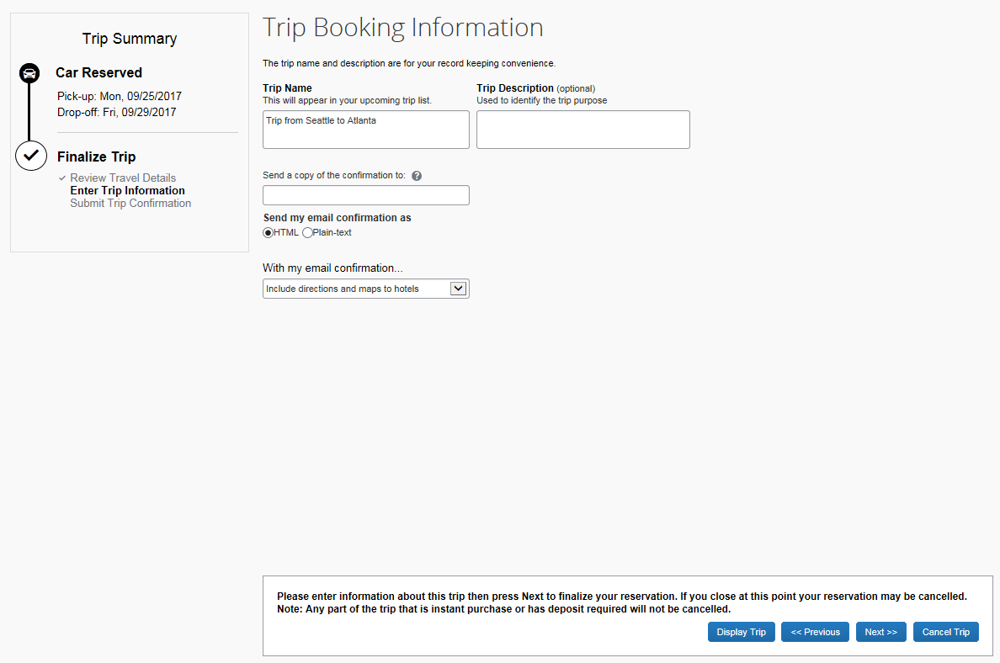 Trip Summary
Car Reserved
Pick-up: Mon, 09/25/2017
Drop-off: Fri, 09/29/2017
Finalize Trip
Review Travel Details
Enter Trip Information
Submit Trip Confirmation
Trip Booking Information
The trip name and description are for your record keeping convenience.
Trip Name
This will appear in your upcoming trip list.
Trip from Seattle to Atlanta
Trip Description (optional)
Used to identify the trip purpose
Send a copy of the confirmation to: ?
Send my email confirmation as
HTML Plain-text
With my email confirmation...
Include directions and maps to hotels
Please enter information about this trip then press Next to finalize your reservation. If you close at this point your reservation may be cancelled.
Note: Any part of the trip that is instant purchase or has deposit required will not be cancelled.
Display Trip << Previous Next >> Cancel Trip